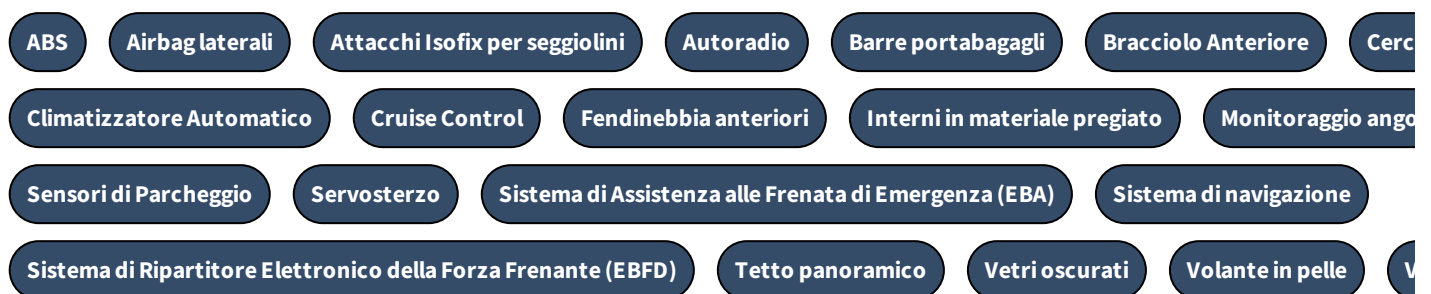 ABS Airbag laterali Attacchi Isofix per seggiolini Autoradio Barre portabagagli Bracciolo Anteriore
Climatizzatore Automatico Cruise Control Fendinebbia anteriori Interni in materiale pregiato Monitoraggio
Sensori di Parcheggio Servosterzo Sistema di Assistenza alle Frenata di Emergenza (EBA) Sistema di navigazione
Sistema di Ripartitore Elettronico della Forza Frenante (EBFD) Tetto panoramico Vetri oscurati Volante in pelle